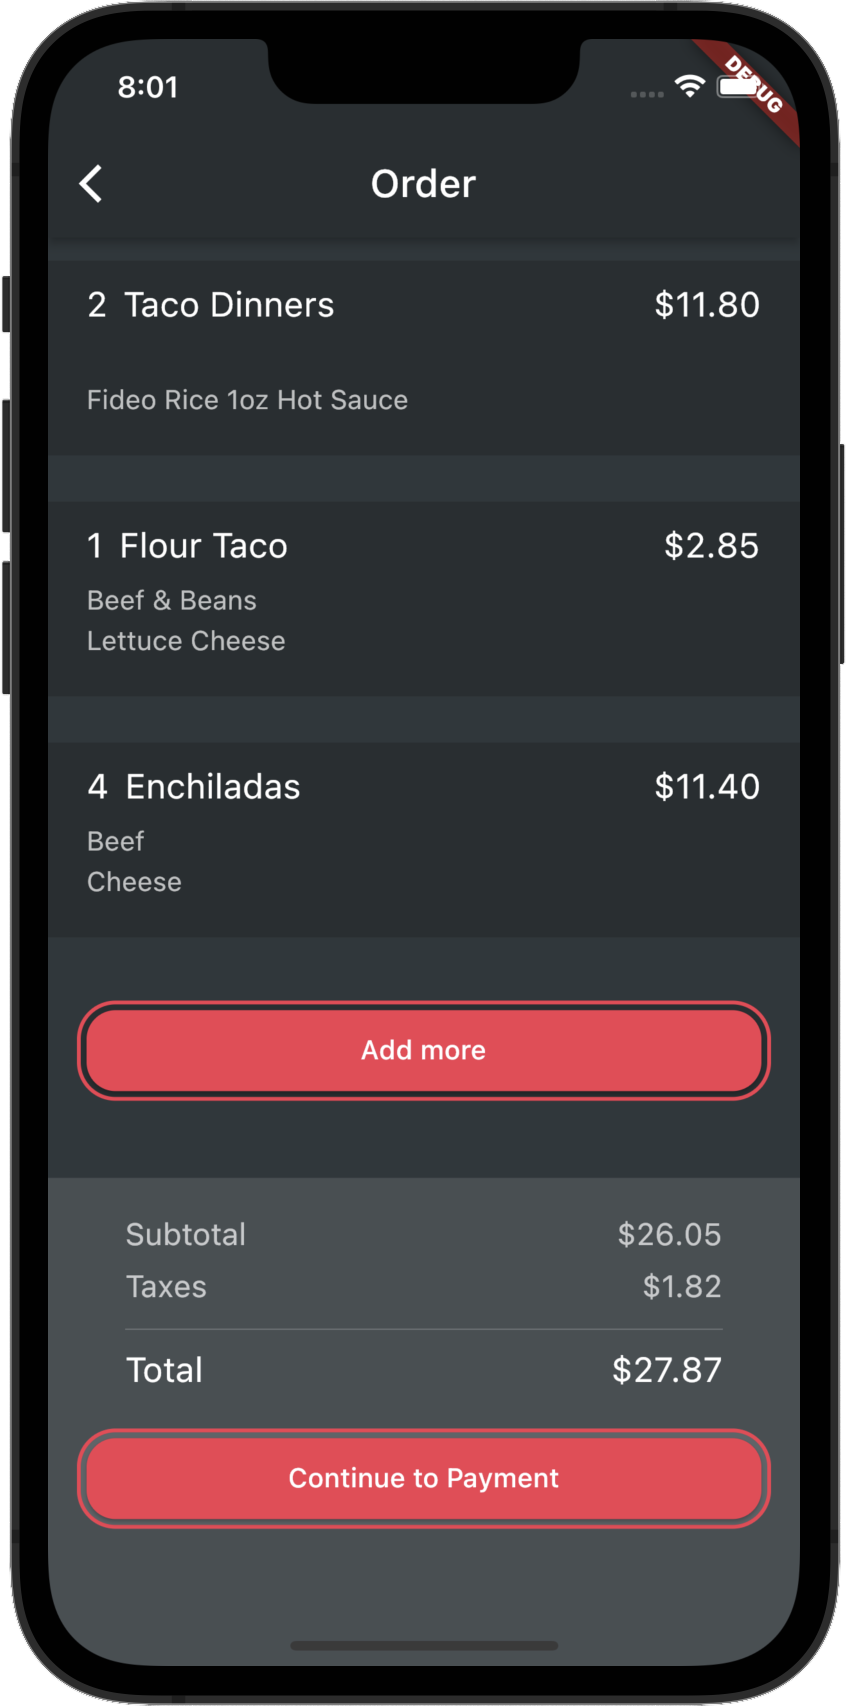 8:01
DEBUG
Order
2 Taco Dinners $11.80
Fideo Rice 1oz Hot Sauce
1 Flour Taco $2.85
Beef & Beans
Lettuce Cheese
4 Enchiladas $11.40
Beef
Cheese
Add more
Subtotal $26.05
Taxes $1.82
Total $27.87
Continue to Payment